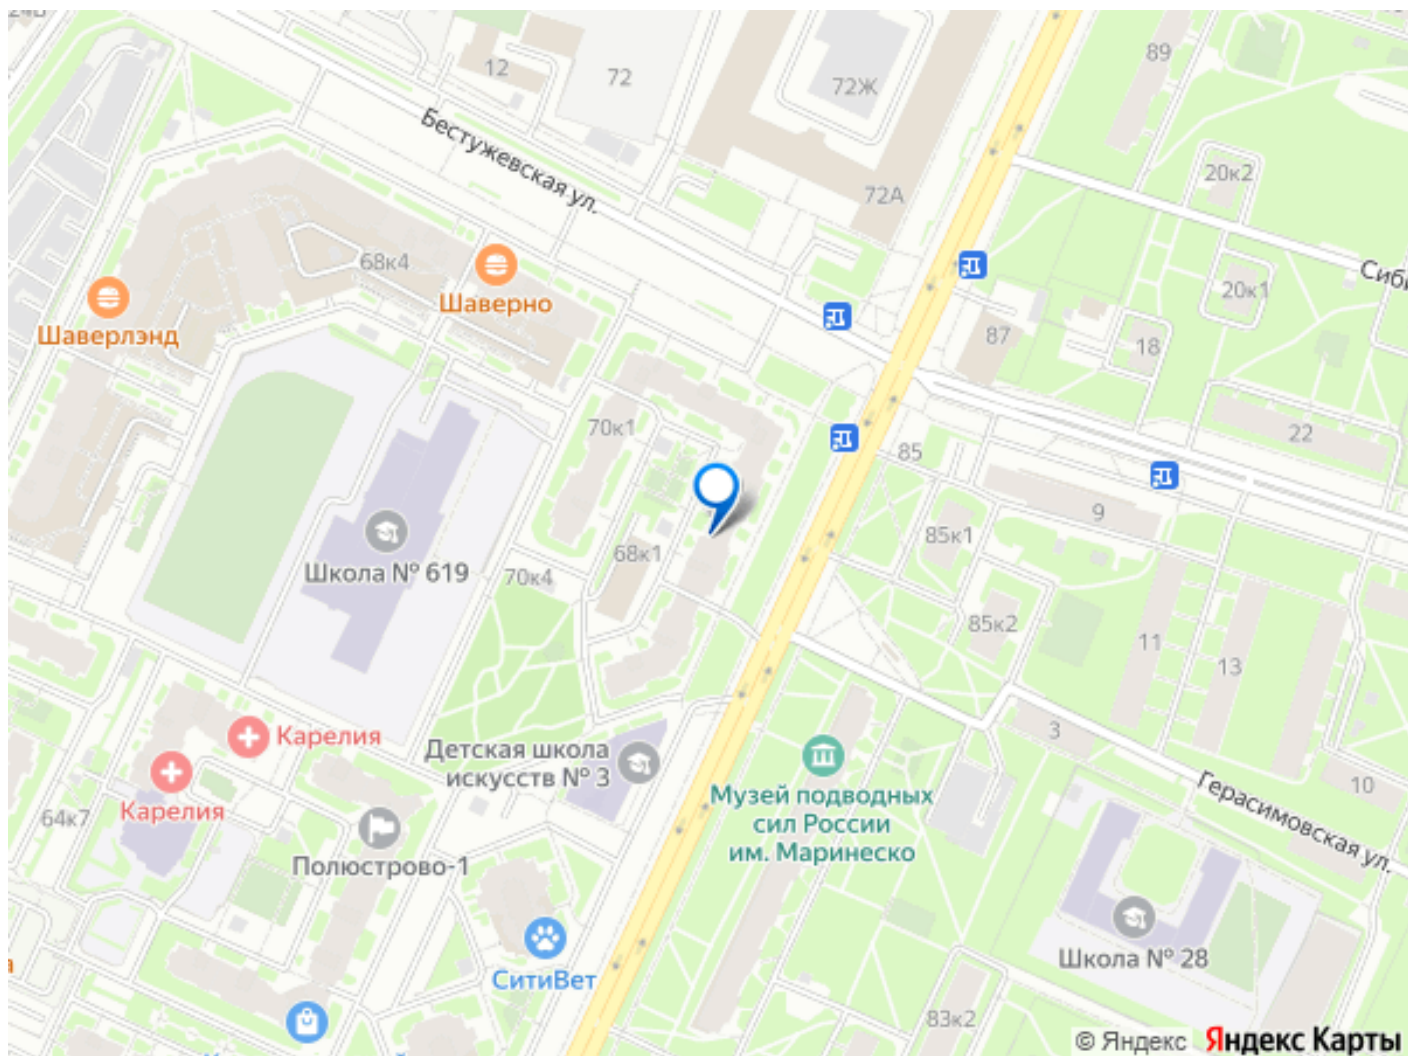 24В
12
72
72Ж
89
Бестужевская ул.
20к2
72А
68к4
Шаверно
Шаверлэнд
20к1
87
18
70к1
85
22
9
85к1
Школа № 619
68к1
70к4
85к2
11
13
3
Карелия
Карелия
Детская школа
искусств № 3
Музей подводных
сил России
им. Маринеско
10
Герасимовская ул.
64к7
Полюстрово-1
СитиВет
Школа № 28
83к2
© Яндекс Яндекс Карты